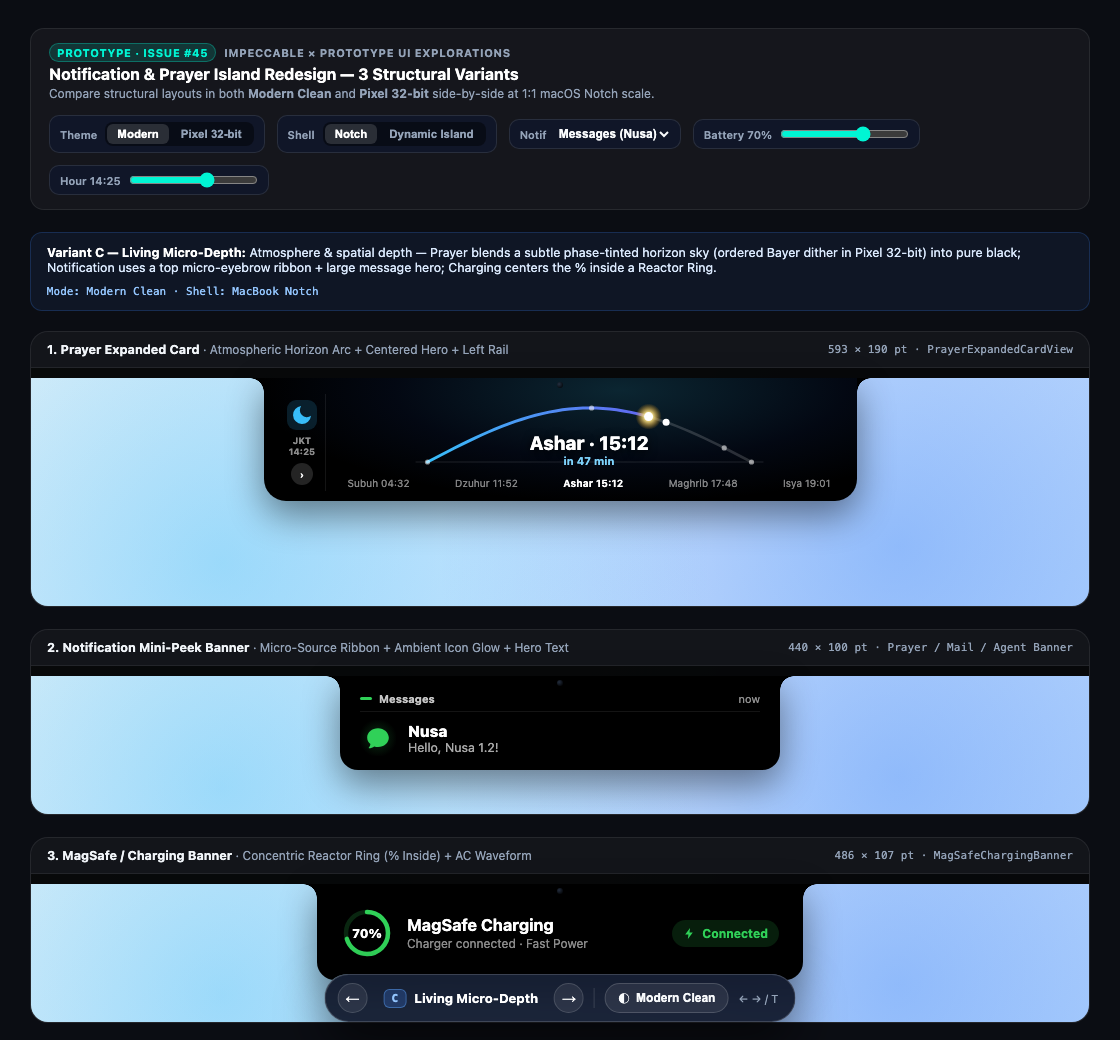 PROTOTYPE · ISSUE #45 IMPECCABLE × PROTOTYPE UI EXPLORATIONS
Notification & Prayer Island Redesign — 3 Structural Variants
Compare structural layouts in both Modern Clean and Pixel 32-bit side-by-side at 1:1 macOS Notch scale.
Theme Modern Pixel 32-bit Shell Notch Dynamic Island Notif Messages (Nusa) Battery 70%
Hour 14:25
Variant C — Living Micro-Depth: Atmosphere & spatial depth — Prayer blends a subtle phase-tinted horizon sky (ordered Bayer dither in Pixel 32-bit) into pure black;
Notification uses a top micro-eyebrow ribbon + large message hero; Charging centers the % inside a Reactor Ring.
Mode: Modern Clean · Shell: MacBook Notch
1. Prayer Expanded Card · Atmospheric Horizon Arc + Centered Hero + Left Rail 593 × 190 pt · PrayerExpandedCardView
JKT
14:25
›
Ashar · 15:12
in 47 min
Subuh 04:32 Dzuhur 11:52 Ashar 15:12 Maghrib 17:48 Isya 19:01
2. Notification Mini-Peek Banner · Micro-Source Ribbon + Ambient Icon Glow + Hero Text 440 × 100 pt · Prayer / Mail / Agent Banner
Messages now
Nusa
Hello, Nusa 1.2!
3. MagSafe / Charging Banner · Concentric Reactor Ring (% Inside) + AC Waveform 486 × 107 pt · MagSafeChargingBanner
70%
MagSafe Charging
Charger connected · Fast Power
Connected
← C Living Micro-Depth → Modern Clean ← → / T